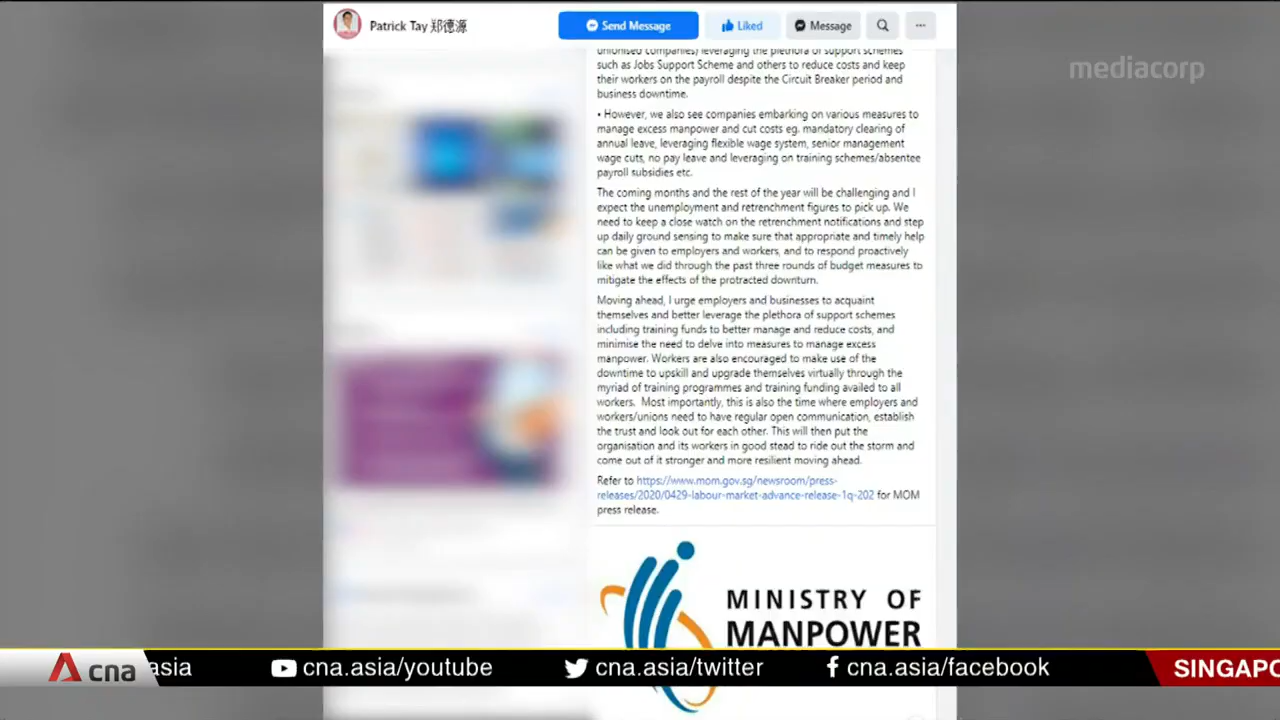 Patrick Tay 郑德源
Send Message
Liked
Message
mediacorp
unionised companies) leveraging the plethora of support schemes
such as Jobs Support Scheme and others to reduce costs and keep
their workers on the payroll despite the Circuit Breaker period and
business downtime.
• However, we also see companies embarking on various measures to
manage excess manpower and cut costs eg. mandatory clearing of
annual leave, leveraging flexible wage system, senior management
wage cuts, no pay leave and leveraging on training schemes/absentee
payroll subsidies etc.
The coming months and the rest of the year will be challenging and I
expect the unemployment and retrenchment figures to pick up. We
need to keep a close watch on the retrenchment notifications and step
up daily ground sensing to make sure that appropriate and timely help
can be given to employers and workers, and to respond proactively
like what we did through the past three rounds of budget measures to
mitigate the effects of the protracted downturn.
Moving ahead, I urge employers and businesses to acquaint
themselves and better leverage the plethora of support schemes
including training funds to better manage and reduce costs, and
minimise the need to delve into measures to manage excess
manpower. Workers are also encouraged to make use of the
downtime to upskill and upgrade themselves virtually through the
myriad of training programmes and training funding availed to all
workers. Most importantly, this is also the time where employers and
workers/unions need to have regular open communication, establish
the trust and look out for each other. This will then put the
organisation and its workers in good stead to ride out the storm and
come out of it stronger and more resilient moving ahead.
Refer to https://www.mom.gov.sg/newsroom/press-
releases/2020/0429-labour-market-advance-release-1q-202 for MOM
press release.
MINISTRY OF
MANPOWER
cna
asia
cna.asia/youtube
cna.asia/twitter
cna.asia/facebook
SINGAPO